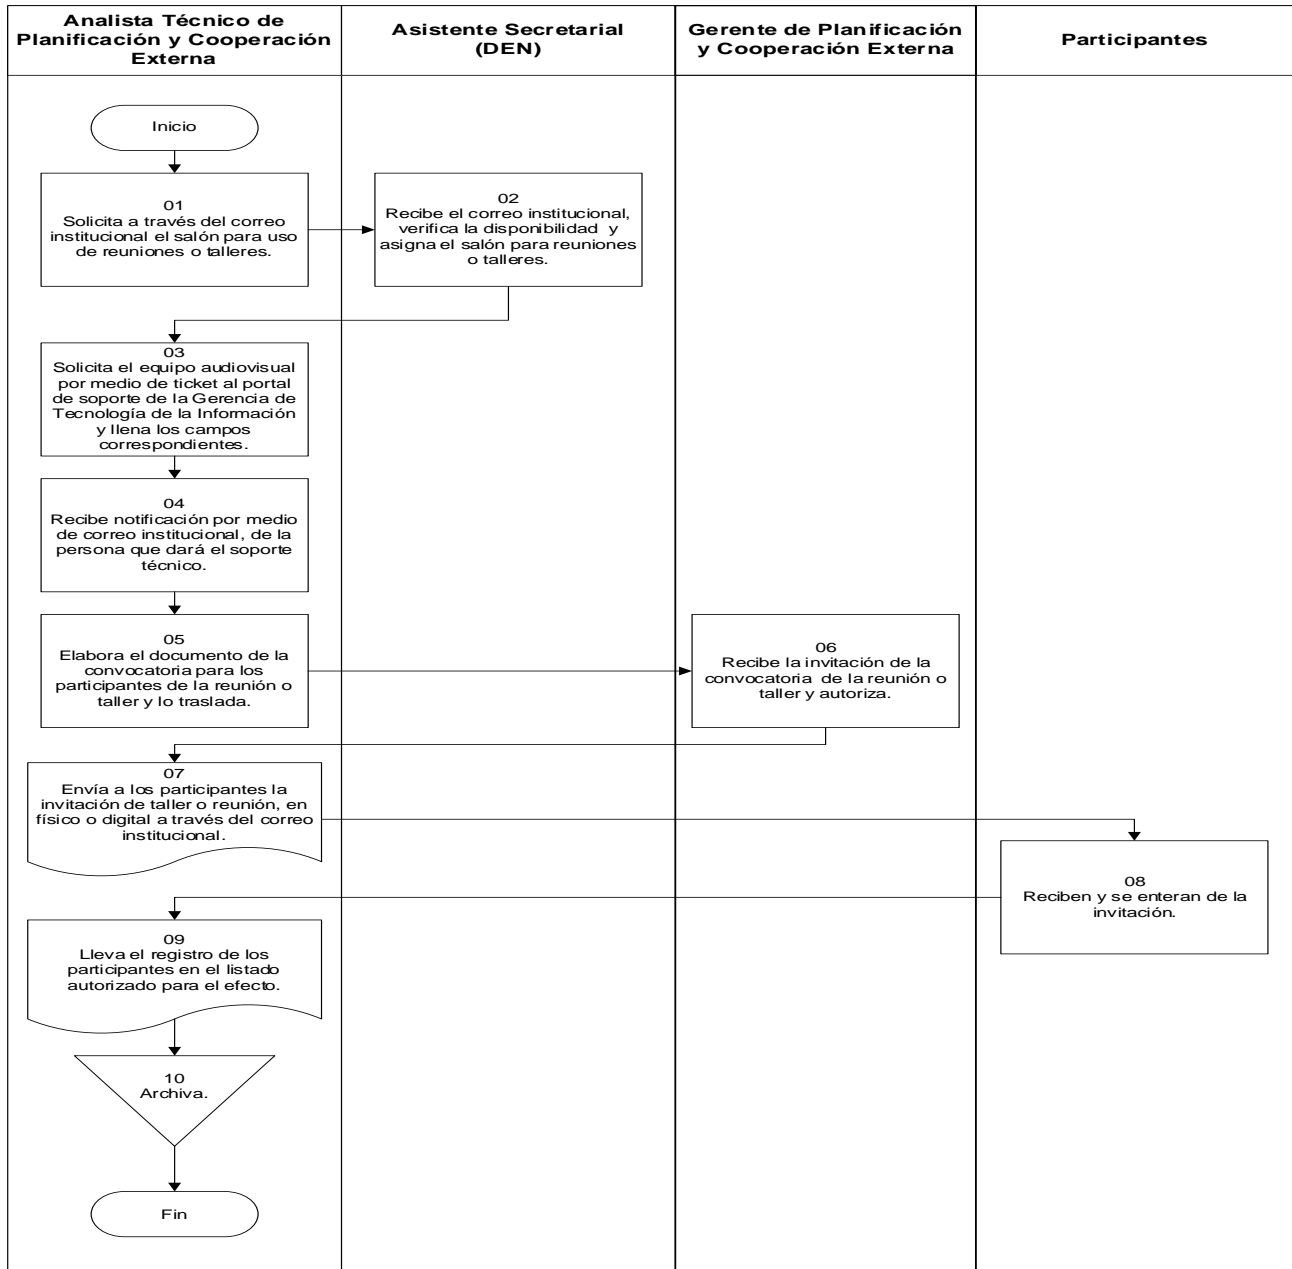 Analista Técnico de
Planificación y Cooperación
Externa
Asistente Secretarial
(DEN)
Gerente de Planificación
y Cooperación Externa
Participantes
Inicio
01
Solicita a través del correo
institucional el salón para uso
de reuniones o talleres.
02
Recibe el correo institucional,
verifica la disponibilidad y
asigna el salón para reuniones
o talleres.
03
Solicita el equipo audiovisual
por medio de ticket al portal
de soporte de la Gerencia de
Tecnología de la Información
y llena los campos
correspondientes.
04
Recibe notificación por medio
de correo institucional, de la
persona que dará el soporte
técnico.
05
Elabora el documento de la
convocatoria para los
participantes de la reunión o
taller y lo traslada.
06
Recibe la invitación de la
convocatoria de la reunión o
taller y autoriza.
07
Envía a los participantes la
invitación de taller o reunión, en
físico o digital a través del correo
institucional.
08
Reciben y se enteran de la
invitación.
09
Lleva el registro de los
participantes en el listado
autorizado para el efecto.
10
Archiva.
Fin